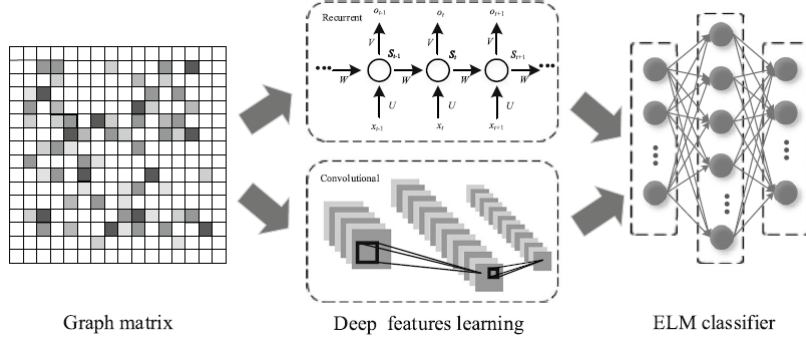 Recurrent
o_{t-1} o_t o_{t+1}
V S_{t-1} V S_t V S_{t+1}
... W W W W ...
U U U
x_{t-1} x_t x_{t+1}
Convolutional
Graph matrix Deep features learning ELM classifier